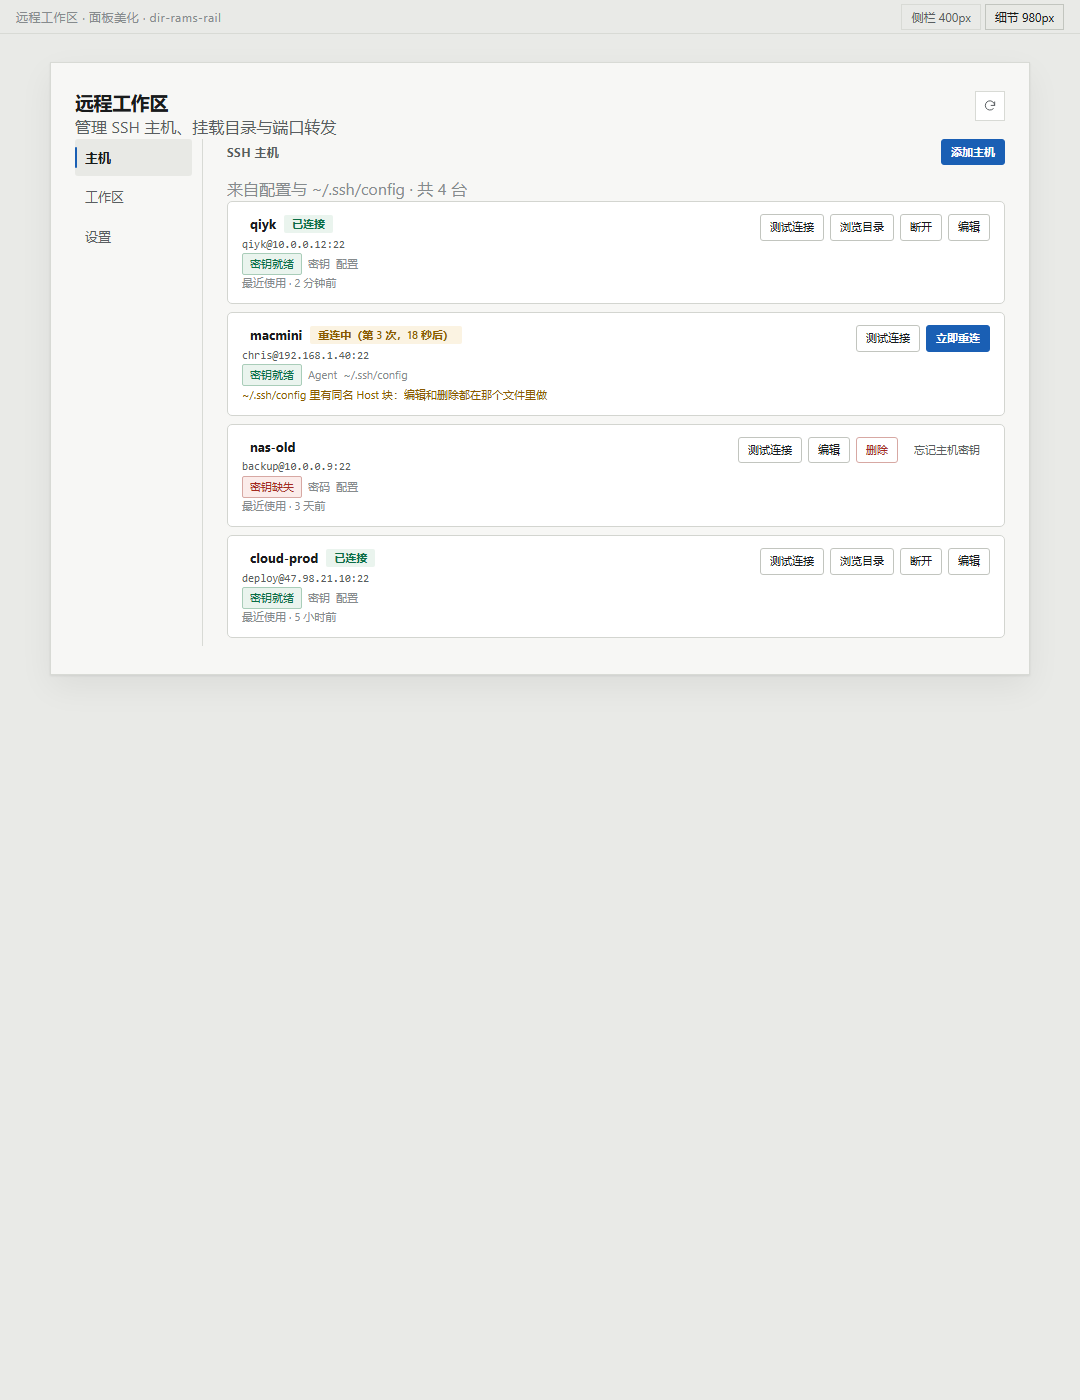 远程工作区 · 面板美化 · dir-rams-rail
侧栏 400px
细节 980px
远程工作区
管理 SSH 主机、挂载目录与端口转发
主机
工作区
设置
SSH 主机
添加主机
来自配置与 ~/.ssh/config · 共 4 台
qiyk 已连接
测试连接 浏览目录 断开 编辑
qiyk@10.0.0.12:22
密钥就绪 密钥 配置
最近使用 · 2 分钟前
macmini 重连中（第 3 次，18 秒后）
测试连接 立即重连
chris@192.168.1.40:22
密钥就绪 Agent ~/.ssh/config
~/.ssh/config 里有同名 Host 块：编辑和删除都在那个文件里做
nas-old
测试连接 编辑 删除 忘记主机密钥
backup@10.0.0.9:22
密钥缺失 密码 配置
最近使用 · 3 天前
cloud-prod 已连接
测试连接 浏览目录 断开 编辑
deploy@47.98.21.10:22
密钥就绪 密钥 配置
最近使用 · 5 小时前